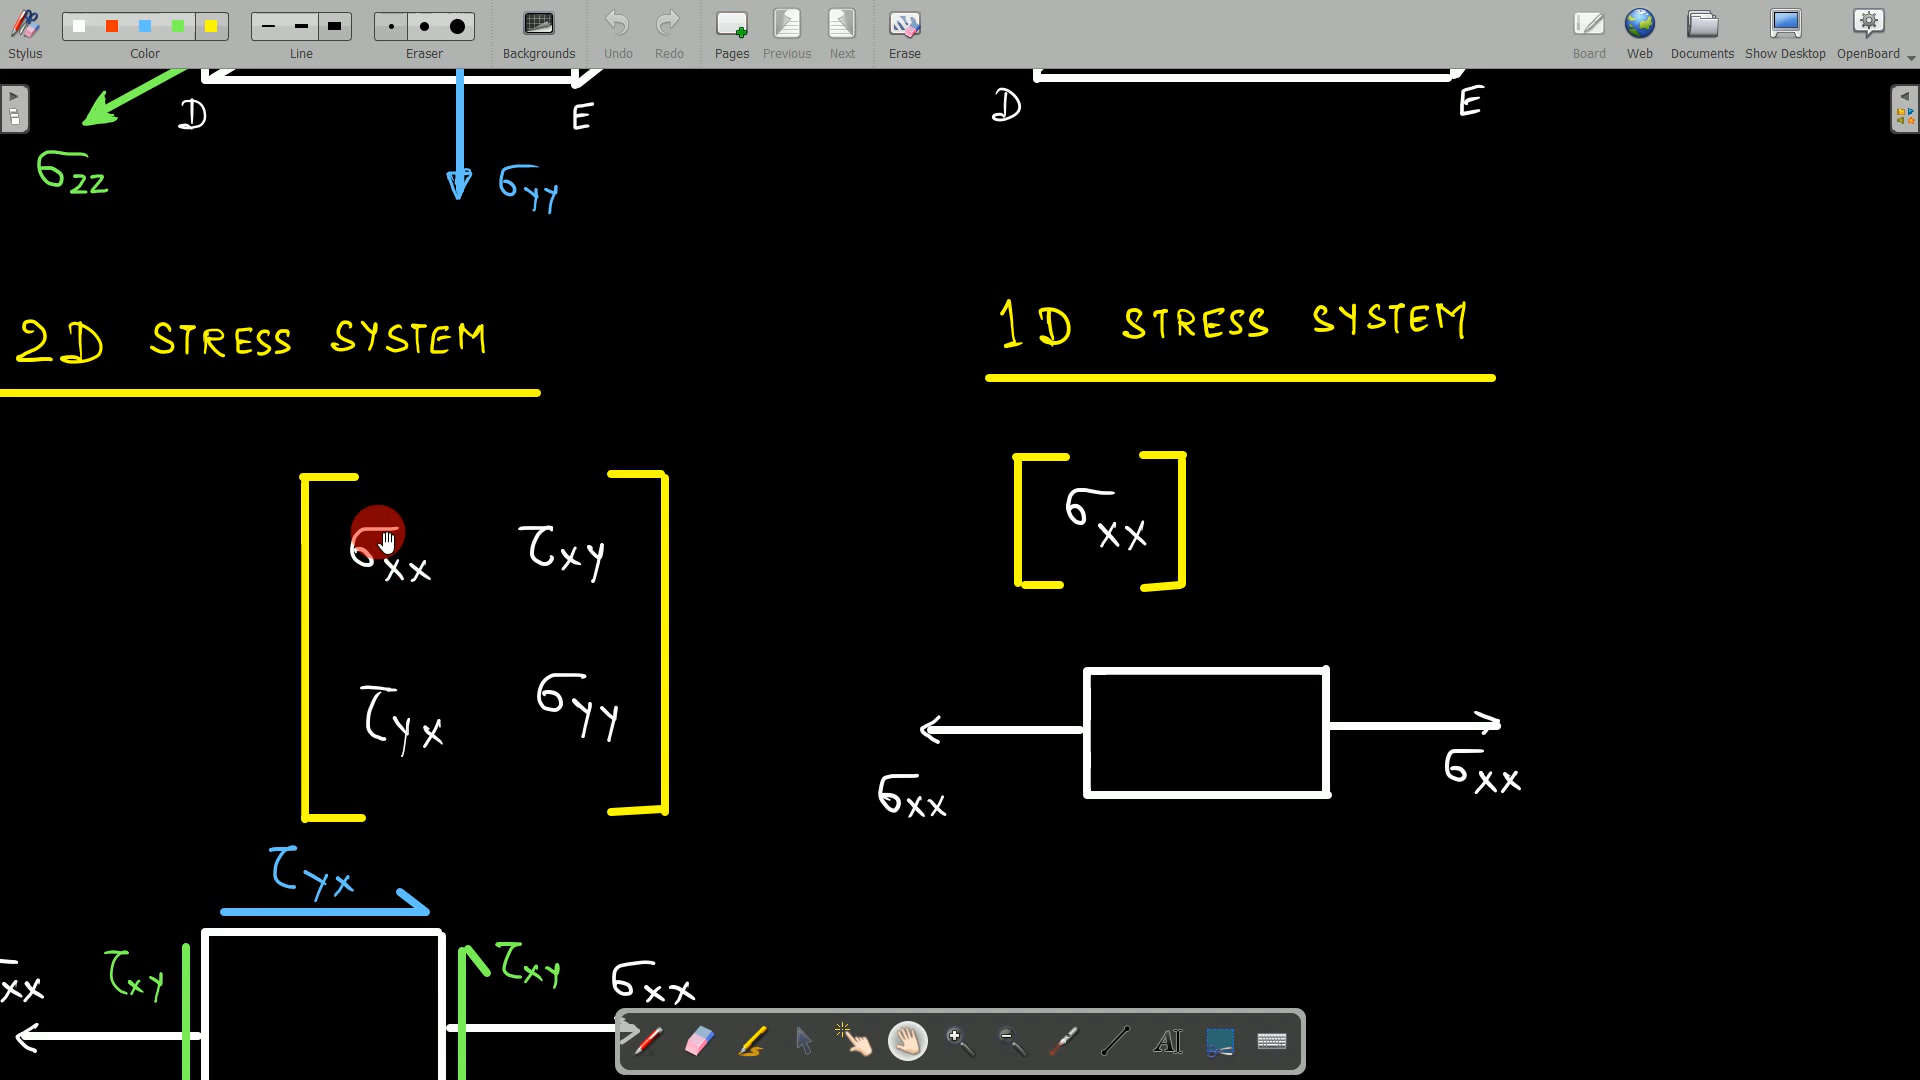 Stylus Color Line Eraser Backgrounds Undo Redo Pages Previous Next Erase Board Web Documents Show Desktop OpenBoard
D E
σzz
σyy
D E
2D STRESS SYSTEM
1D STRESS SYSTEM
σxx τxy
τyx σyy
σxx
σxx σxx
τyx
σxx τxy τxy σxx